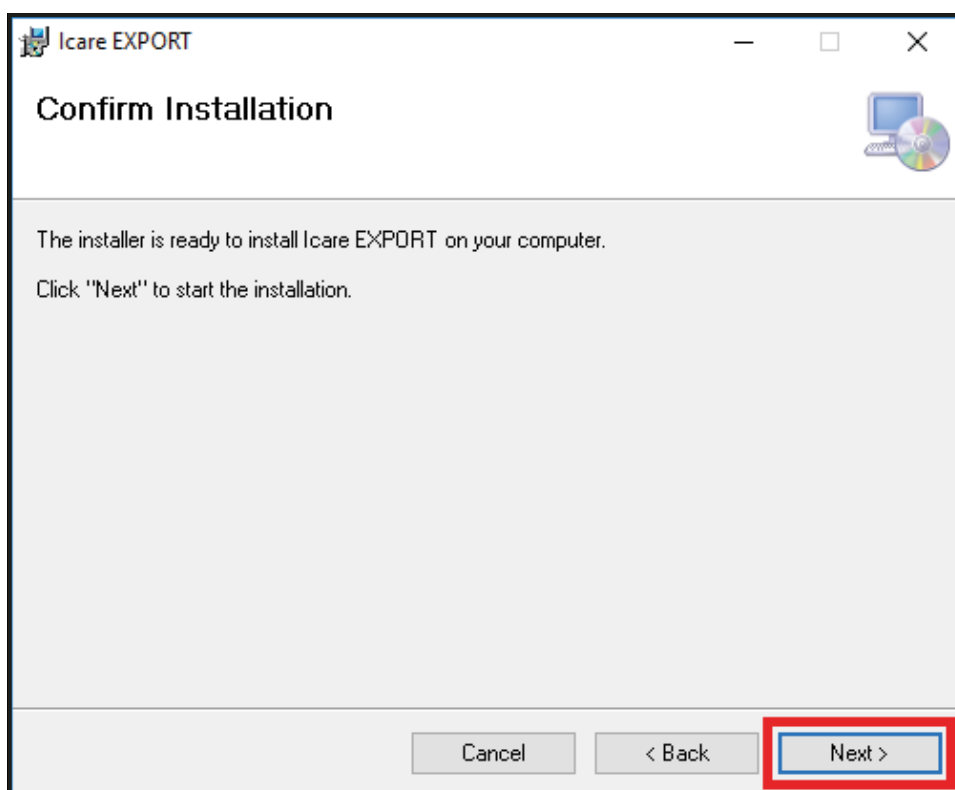 Icare EXPORT
Confirm Installation
The installer is ready to install Icare EXPORT on your computer.
Click "Next" to start the installation.
Cancel
< Back
Next >